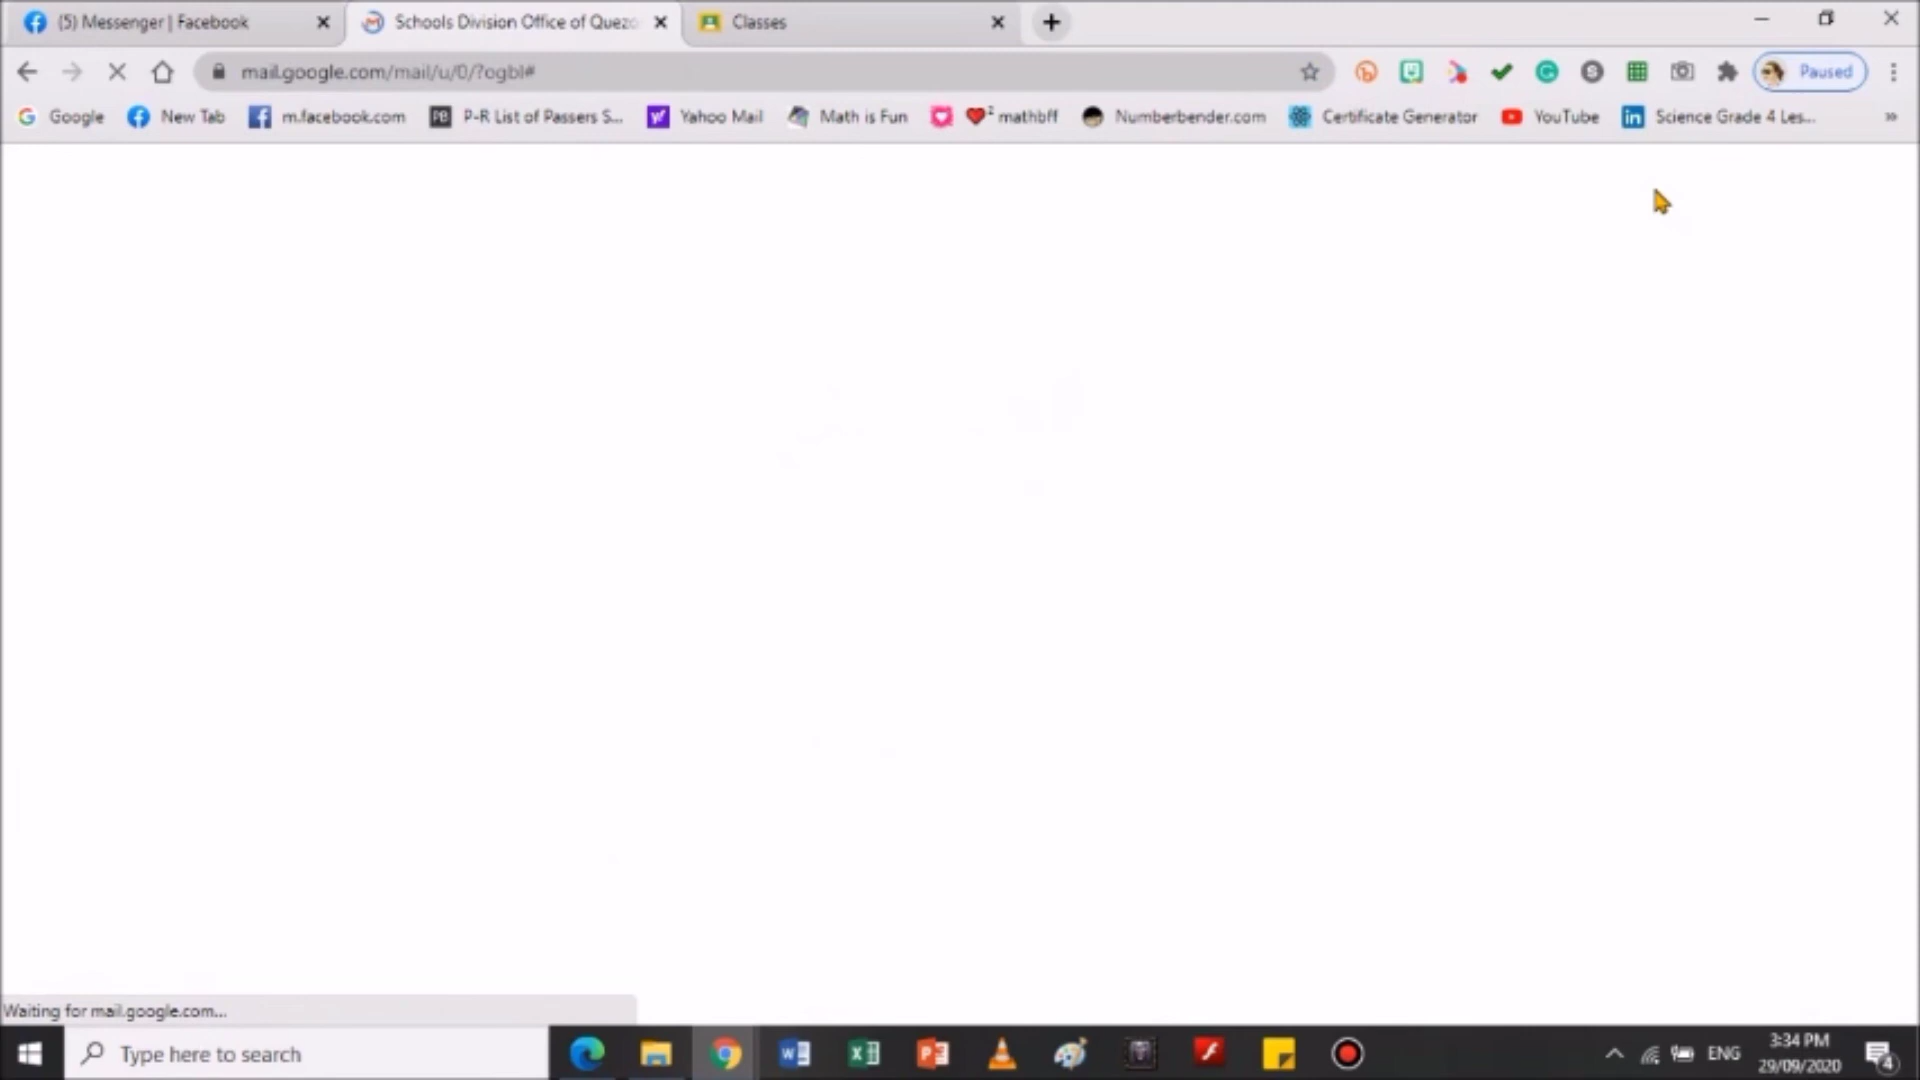 (5) Messenger | Facebook
Schools Division Office of Quezo
Classes
mail.google.com/mail/u/0/?ogbl#
Paused
Google
New Tab
m.facebook.com
P-R List of Passers S...
Yahoo Mail
Math is Fun
mathbff
Numberbender.com
Certificate Generator
YouTube
Science Grade 4 Les...
Waiting for mail.google.com...
Type here to search
ENG
3:34 PM
29/09/2020
4